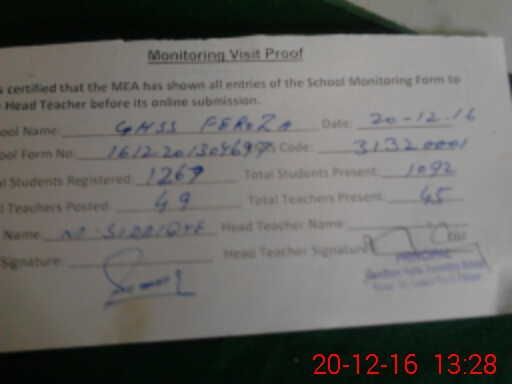 Monitoring Visit Proof
s certified that the MEA has shown all entries of the School Monitoring Form to
Head Teacher before its online submission.
ool Name: GHSS FEROZA Date: 20-12-16
ool Form No: Code: 31320001
l Students Registered: 1269 Total Students Present: 1092
l Teachers Posted: 49 Total Teachers Present: 45
Name: Head Teacher Name:
Signature: Head Teacher Signature
PRINCIPAL
20-12-16 13:28